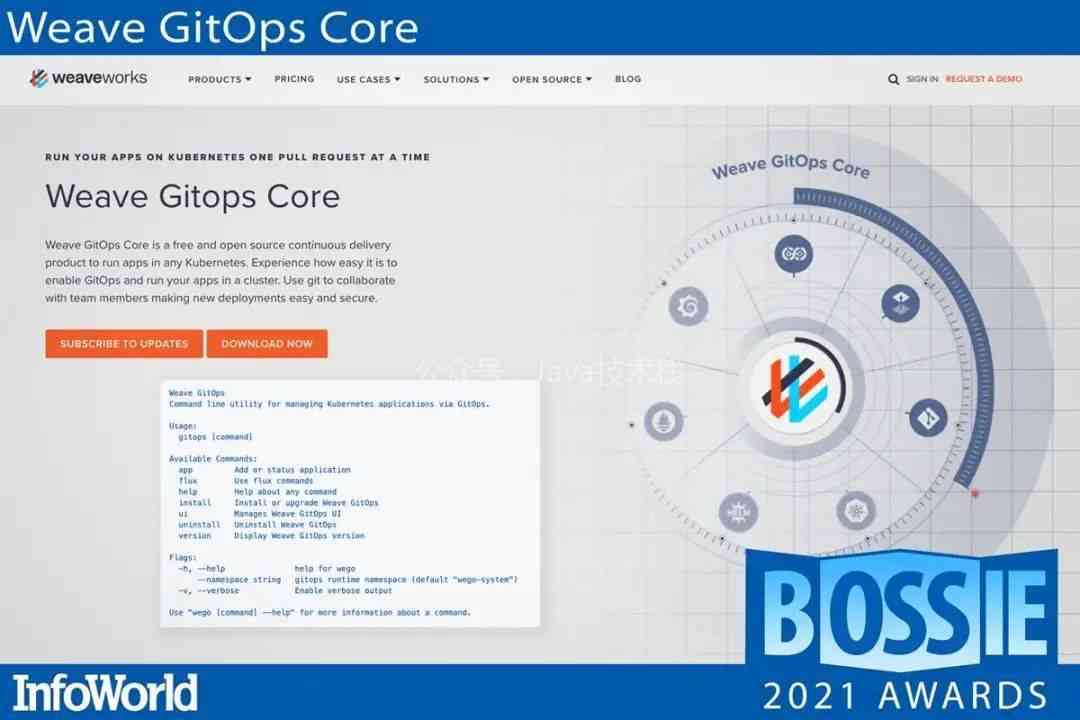 Weave GitOps Core
weaveworks
PRODUCTS
PRICING
USE CASES
SOLUTIONS
OPEN SOURCE
BLOG
SIGN IN
REQUEST A DEMO
RUN YOUR APPS ON KUBERNETES ONE PULL REQUEST AT A TIME
Weave Gitops Core
Weave GitOps Core is a free and open source continuous delivery
product to run apps in any Kubernetes. Experience how easy it is to
enable GitOps and run your apps in a cluster. Use git to collaborate
with team members making new deployments easy and secure.
SUBSCRIBE TO UPDATES
DOWNLOAD NOW
Weave GitOps Core
公众号 Java技术栈
Weave GitOps
Command line utility for managing Kubernetes applications via GitOps.
Usage:
gitops [command]
Available Commands:
app Add or status application
flux Use flux commands
help Help about any command
install Install or upgrade Weave GitOps
ui Manages Weave GitOps UI
uninstall Uninstall Weave GitOps
version Display Weave GitOps version
Flags:
-h, --help help for wego
--namespace string gitops runtime namespace (default "wego-system")
-v, --verbose Enable verbose output
Use "wego [command] --help" for more information about a command.
HELM
BOSSIE
2021 AWARDS
InfoWorld